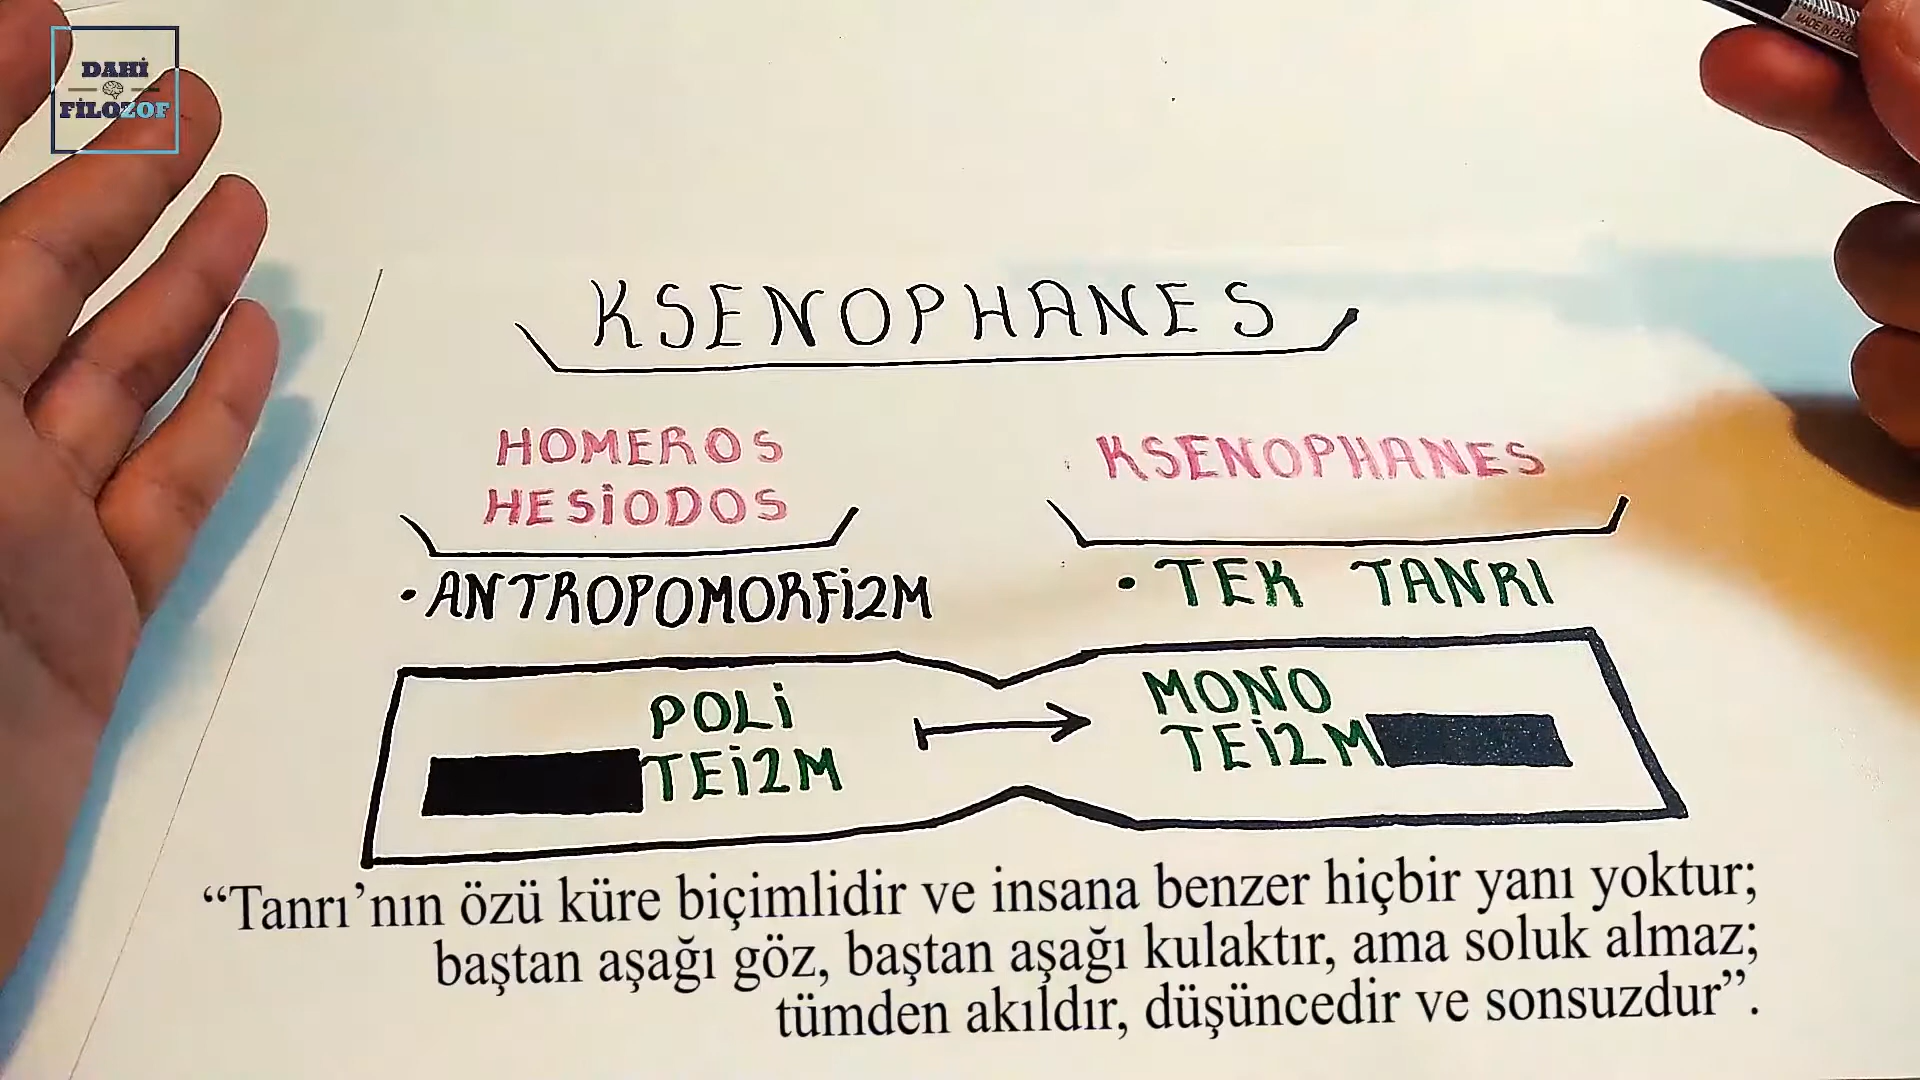 DAHİ
FİLOZOF
MADE IN
KSENOPHANES
HOMEROS
HESİODOS
KSENOPHANES
• ANTROPOMORFİZM
• TEK TANRI
POLİ
TEİZM
MONO
TEİZM
“Tanrı’nın özü küre biçimlidir ve insana benzer hiçbir yanı yoktur;
baştan aşağı göz, baştan aşağı kulaktır, ama soluk almaz;
tümden akıldır, düşüncedir ve sonsuzdur”.